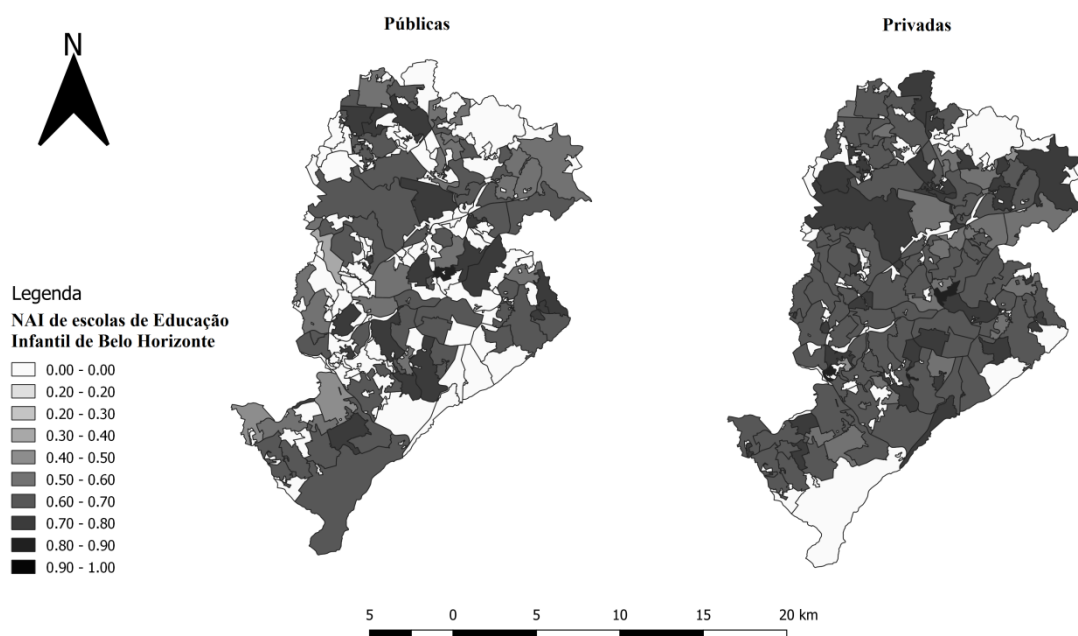 Públicas
Privadas
N
Legenda
NAI de escolas de Educação
Infantil de Belo Horizonte
0.00 - 0.00
0.20 - 0.20
0.20 - 0.30
0.30 - 0.40
0.40 - 0.50
0.50 - 0.60
0.60 - 0.70
0.70 - 0.80
0.80 - 0.90
0.90 - 1.00
5 0 5 10 15 20 km